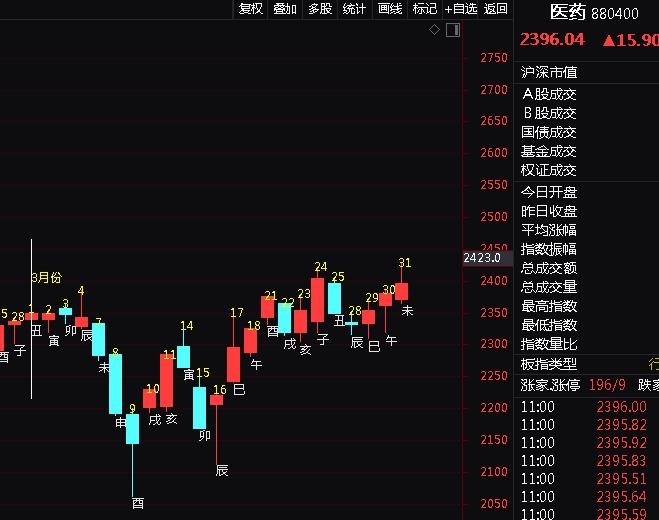 复权 叠加 多股 统计 画线 标记 +自选 返回
医药 880400
2396.04 ▲15.90
沪深市值
A股成交
B股成交
国债成交
基金成交
权证成交
今日开盘
昨日收盘
平均涨幅
指数振幅
总成交额
总成交量
最高指数
最低指数
指数量比
板指类型 行
涨家.涨停 196/9 跌家
11:00 2396.00
11:00 2395.82
11:00 2395.92
11:00 2395.83
11:00 2395.51
11:00 2395.64
11:00 2395.59
2750
2700
2650
2600
2550
2500
2450
2423.0
2400
2350
2300
2250
2200
2150
2100
2050
3月份
5 28 1 2 3 4 7 8 9 10 11 14 15 16 17 18 21 22 23 24 25 28 29 30 31
酉 子 丑 寅 卯 辰 未 申 酉 戌 亥 寅 卯 辰 巳 午 酉 戌 亥 子 丑 辰 巳 午 未